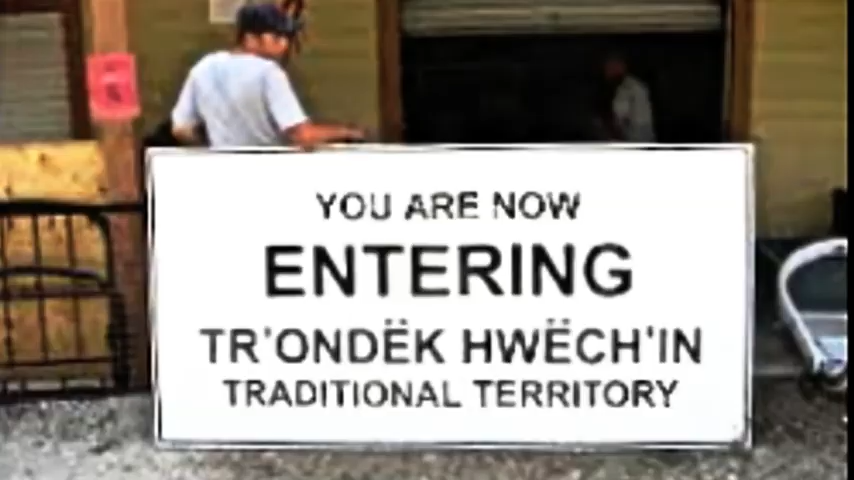 YOU ARE NOW
ENTERING
TR'ONDËK HWËCH'IN
TRADITIONAL TERRITORY